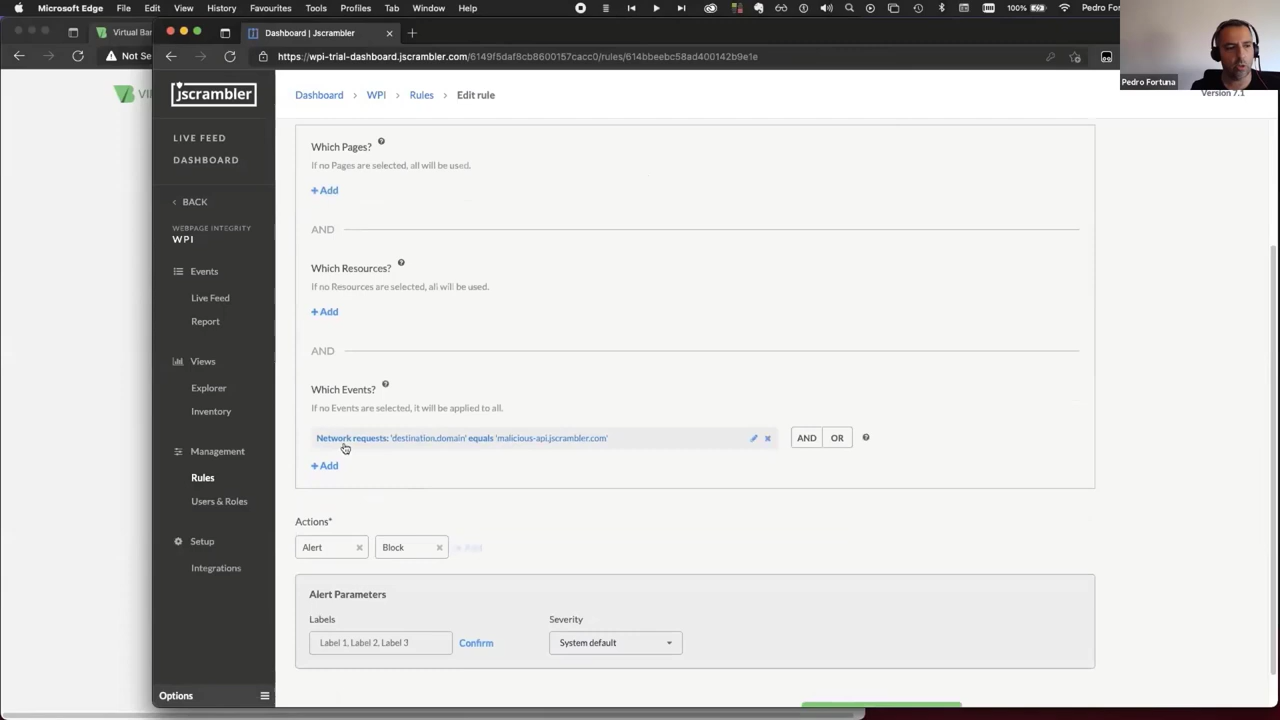 Edge File Edit View History Favourites Tools Profiles Tab Window Help 100% Pedro Fo
Virtual Ban
Dashboard | Jscrambler
Not Se
https://wpi-trial-dashboard.jscrambler.com/6149f5daf8cb8600157cacc0/rules/614bbeebc58ad400142b9e1e
Pedro Fortuna
VI
jscrambler
Dashboard > WPI > Rules > Edit rule
Version 7.1
LIVE FEED
DASHBOARD
< BACK
WEBPAGE INTEGRITY
WPI
Events
Live Feed
Report
Views
Explorer
Inventory
Management
Rules
Users & Roles
Setup
Integrations
Options
Which Pages?
If no Pages are selected, all will be used.
+ Add
AND
Which Resources?
If no Resources are selected, all will be used.
+ Add
AND
Which Events?
If no Events are selected, it will be applied to all.
Network requests: 'destination.domain' equals 'malicious-api.jscrambler.com'
AND OR
+ Add
Actions*
Alert × Block × + Add
Alert Parameters
Labels Severity
Label 1, Label 2, Label 3 Confirm System default